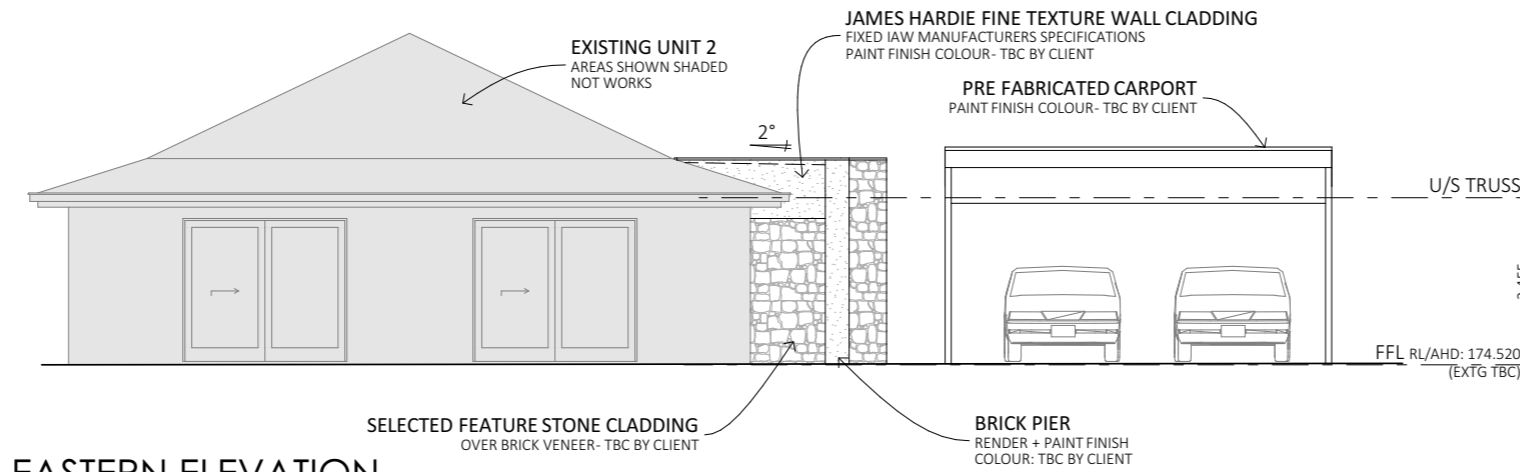 JAMES HARDIE FINE TEXTURE WALL CLADDING
FIXED IAW MANUFACTURERS SPECIFICATIONS
PAINT FINISH COLOUR- TBC BY CLIENT
EXISTING UNIT 2
AREAS SHOWN SHADED
NOT WORKS
PRE FABRICATED CARPORT
PAINT FINISH COLOUR- TBC BY CLIENT
2°
U/S TRUSS
FFL RL/AHD: 174.520
(EXTG TBC)
SELECTED FEATURE STONE CLADDING
OVER BRICK VENEER- TBC BY CLIENT
BRICK PIER
RENDER + PAINT FINISH
COLOUR: TBC BY CLIENT
EASTERN ELEVATION